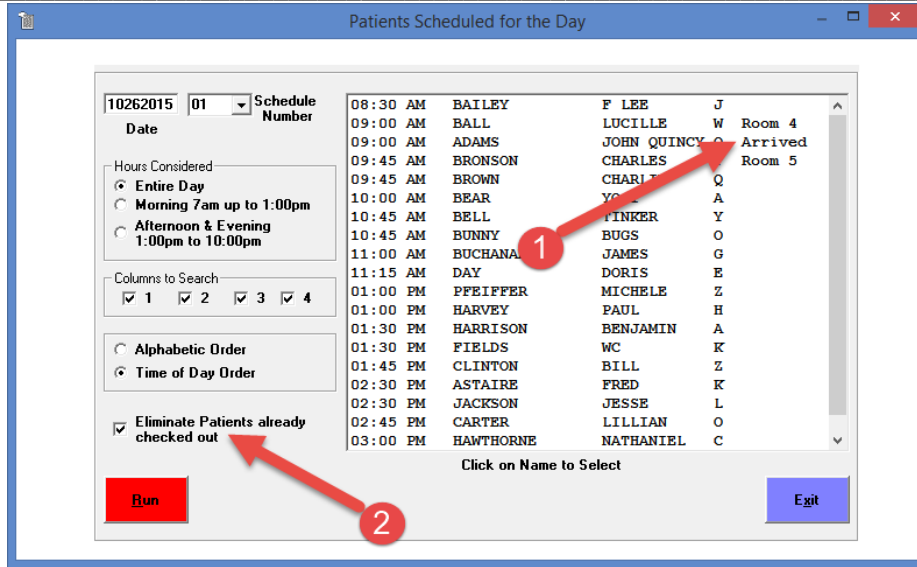 Patients Scheduled for the Day
10262015 01 Schedule Number
Date
Hours Considered
Entire Day
Morning 7am up to 1:00pm
Afternoon & Evening
1:00pm to 10:00pm
Columns to Search
1 2 3 4
Alphabetic Order
Time of Day Order
Eliminate Patients already
checked out
Run
08:30 AM BAILEY F LEE J
09:00 AM BALL LUCILLE W Room 4
09:00 AM ADAMS JOHN QUINCY Arrived
09:45 AM BRONSON CHARLES Room 5
09:45 AM BROWN Q
10:00 AM BEAR A
10:45 AM BELL TINKER Y
10:45 AM BUNNY BUGS O
11:00 AM JAMES G
11:15 AM DAY DORIS E
01:00 PM PFEIFFER MICHELE Z
01:00 PM HARVEY PAUL H
01:30 PM HARRISON BENJAMIN A
01:30 PM FIELDS WC K
01:45 PM CLINTON BILL Z
02:30 PM ASTAIRE FRED K
02:30 PM JACKSON JESSE L
02:45 PM CARTER LILLIAN O
03:00 PM HAWTHORNE NATHANIEL C
Click on Name to Select
Exit
1
2